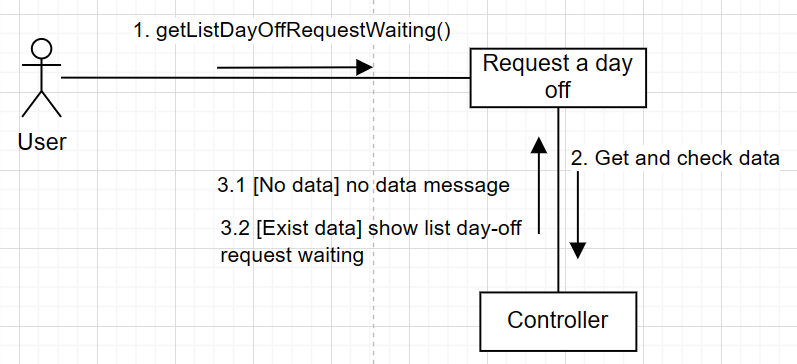 1. getListDayOffRequestWaiting()
Request a day
off
User
2. Get and check data
3.1 [No data] no data message
3.2 [Exist data] show list day-off
request waiting
Controller